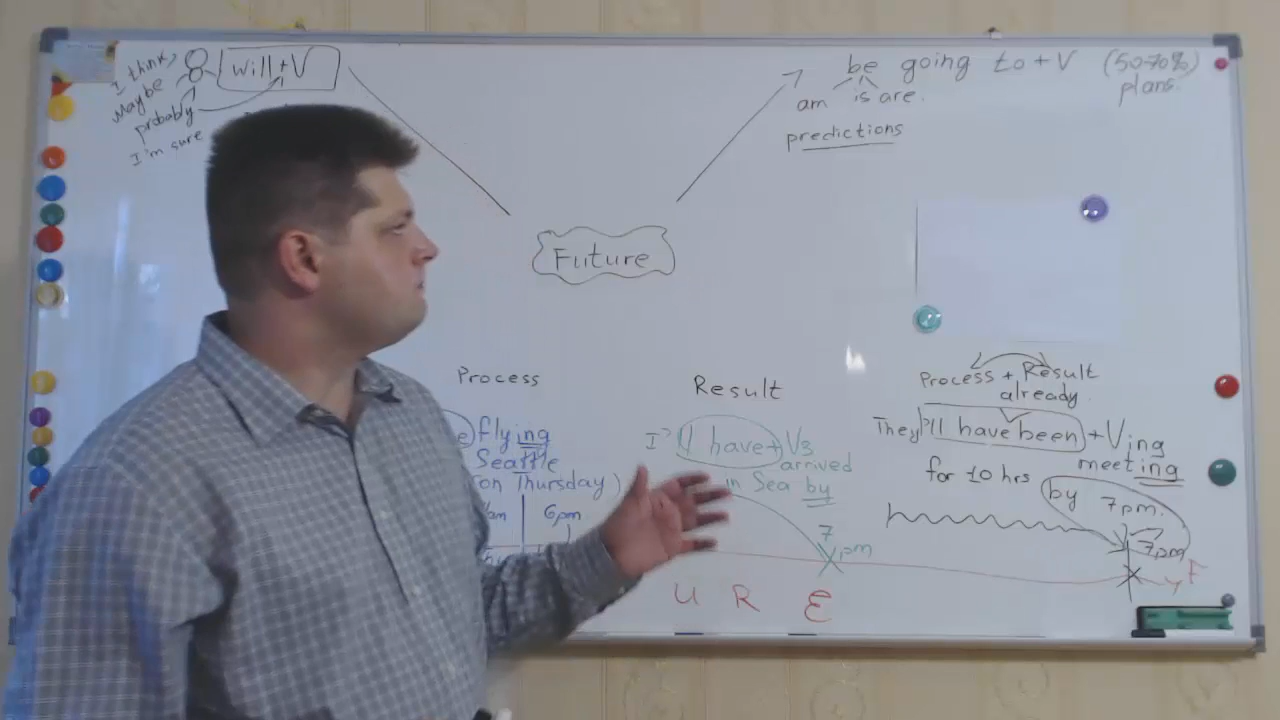 I think,
Maybe
probably
I'm sure
will + V
be going to + V (50-70%)
plans.
am is are.
predictions
Future
Process
flying
Seattle
on Thursday)
6pm
Result
I'll have + V3
arrived
in Sea by
7
pm
U R E
Process + Result
already
They'll have been + Ving
meeting
for 10 hrs
by 7pm.
7pm
F